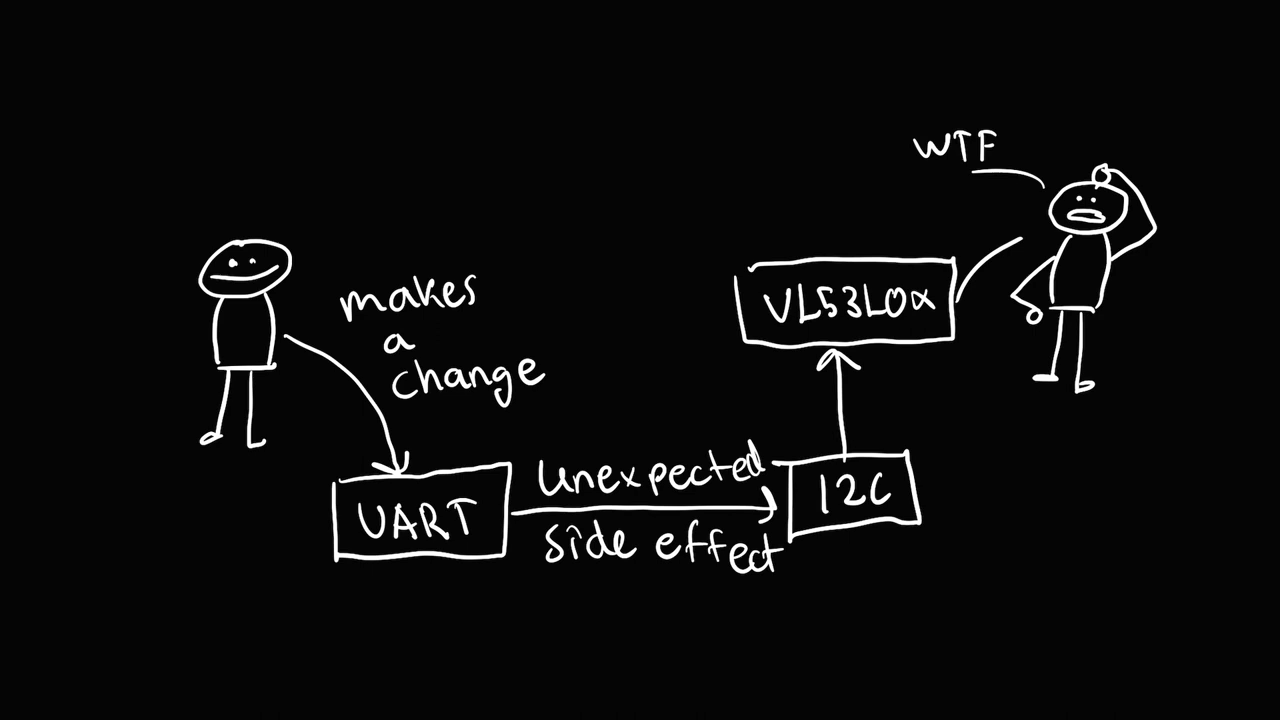 WTF
makes
a
change
VL53L0x
unexpected
side effect
UART
I2C